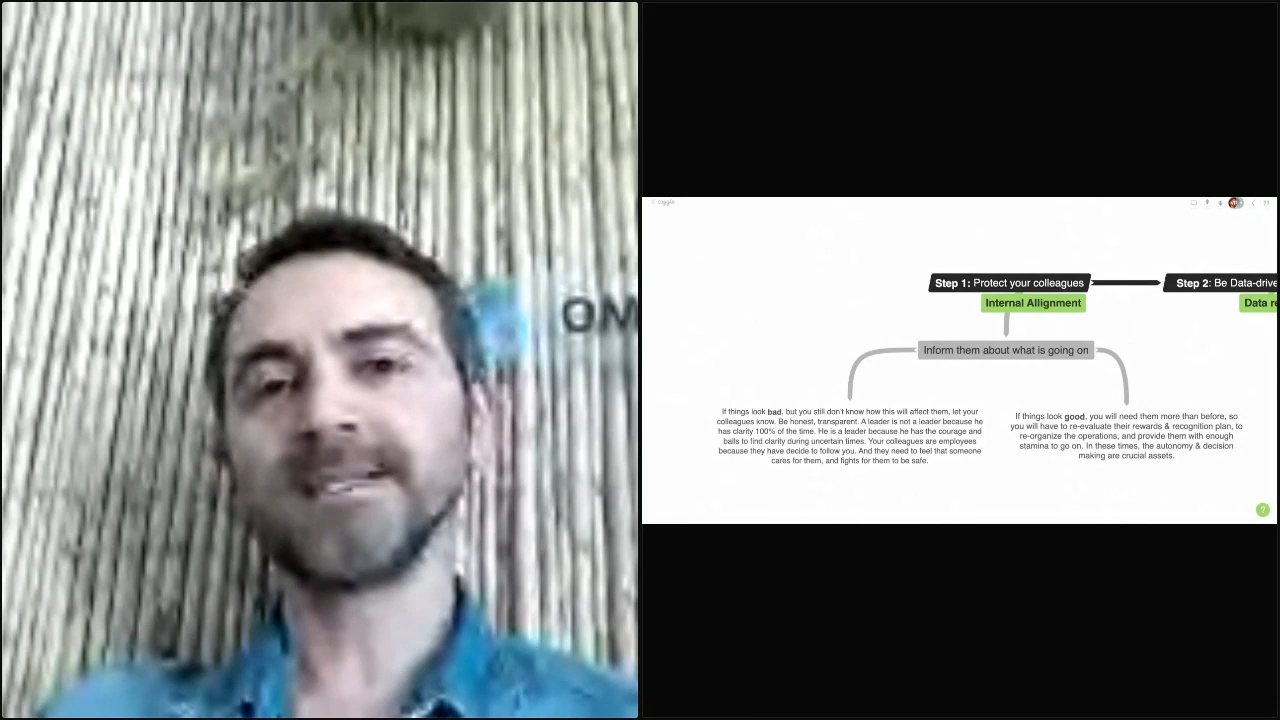 OM
coggle
Step 1: Protect your colleagues
Step 2: Be Data-drive
Internal Allignment
Data re
Inform them about what is going on
If things look bad, but you still don't know how this will affect them, let your
colleagues know. Be honest, transparent. A leader is not a leader because he
has clarity 100% of the time. He is a leader because he has the courage and
balls to find clarity during uncertain times. Your colleagues are employees
because they have decide to follow you. And they need to feel that someone
cares for them, and fights for them to be safe.
If things look good, you will need them more than before, so
you will have to re-evaluate their rewards & recognition plan, to
re-organize the operations, and provide them with enough
stamina to go on. In these times, the autonomy & decision
making are crucial assets.
?